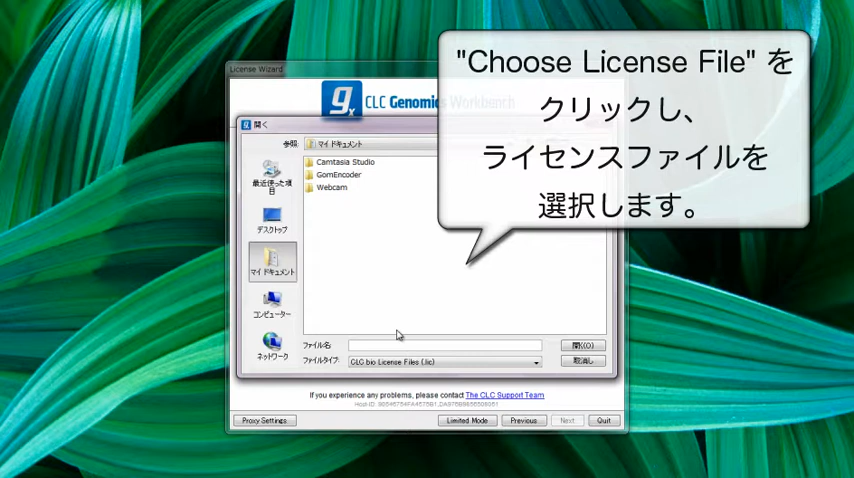 "Choose License File" を
クリックし、
ライセンスファイルを
選択します。
License Wizard
CLC Genomics Workbench
開く
参照: マイ ドキュメント
Camtasia Studio
GomEncoder
Webcam
最近使った項目
デスクトップ
マイ ドキュメント
コンピューター
ネットワーク
ファイル名:
開く(O)
ファイルタイプ: CLC bio License Files (.lic)
取消し
If you experience any problems, please contact The CLC Support Team
Proxy Settings
Limited Mode
Previous
Next
Quit